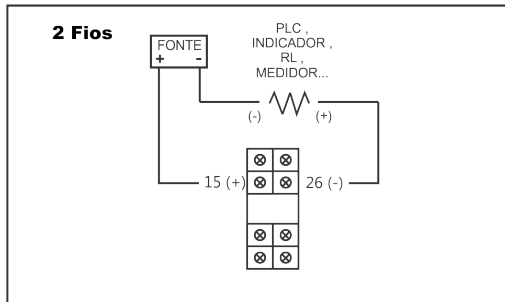 2 Fios
FONTE
+ -
PLC ,
INDICADOR ,
RL ,
MEDIDOR...
(-) (+)
15 (+) 26 (-)